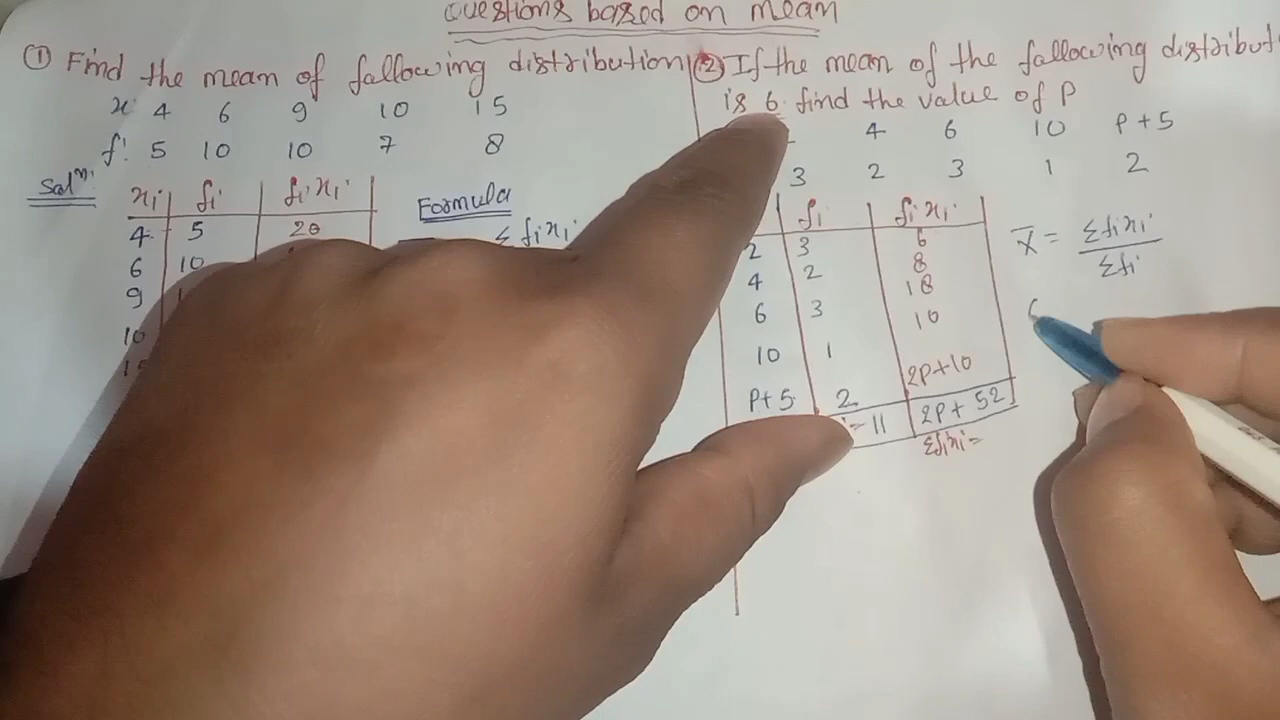 Questions based on mean
① Find the mean of following distribution
x: 4 6 9 10 15
f: 5 10 10 7 8
Solⁿ:
xi fi fixi
4 5 20
6 10
9
10
Formula
Σfixi
② If the mean of the following distribut
is 6. find the value of P
4 6 10 P+5
3 2 3 1 2
fi fixi
2 3 6
4 2 8
6 3 18
10 1 10
P+5 2 2P+10
= 11 2P+52
Σfixi=
X̄ = Σfixi
Σfi